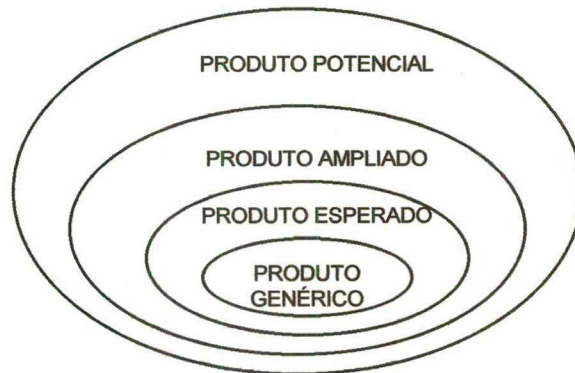 PRODUTO POTENCIAL
PRODUTO AMPLIADO
PRODUTO ESPERADO
PRODUTO
GENÉRICO